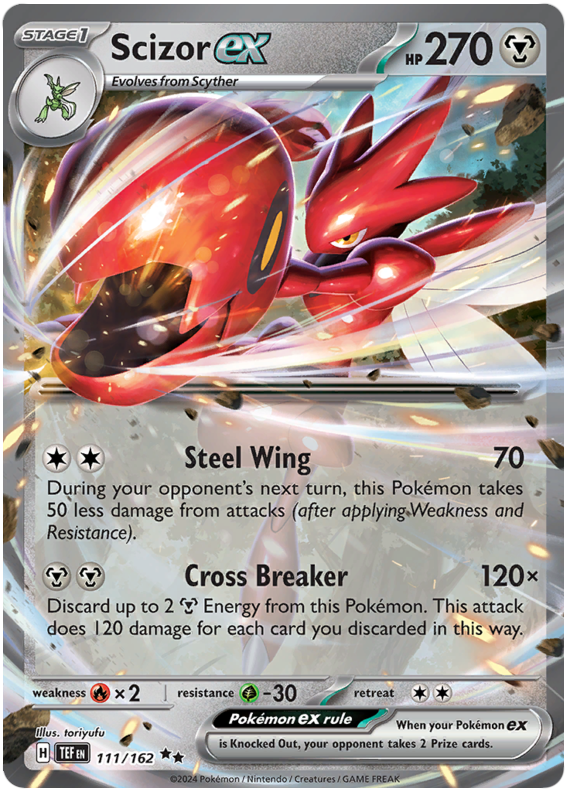 STAGE 1
Scizor ex
HP 270
Evolves from Scyther
Steel Wing 70
During your opponent's next turn, this Pokémon takes
50 less damage from attacks (after applying Weakness and
Resistance).
Cross Breaker 120×
Discard up to 2 Energy from this Pokémon. This attack
does 120 damage for each card you discarded in this way.
weakness ×2 resistance -30 retreat
Illus. toriyufu
Pokémon ex rule
When your Pokémon ex
is Knocked Out, your opponent takes 2 Prize cards.
H TEF EN 111/162 ★★
©2024 Pokémon / Nintendo / Creatures / GAME FREAK